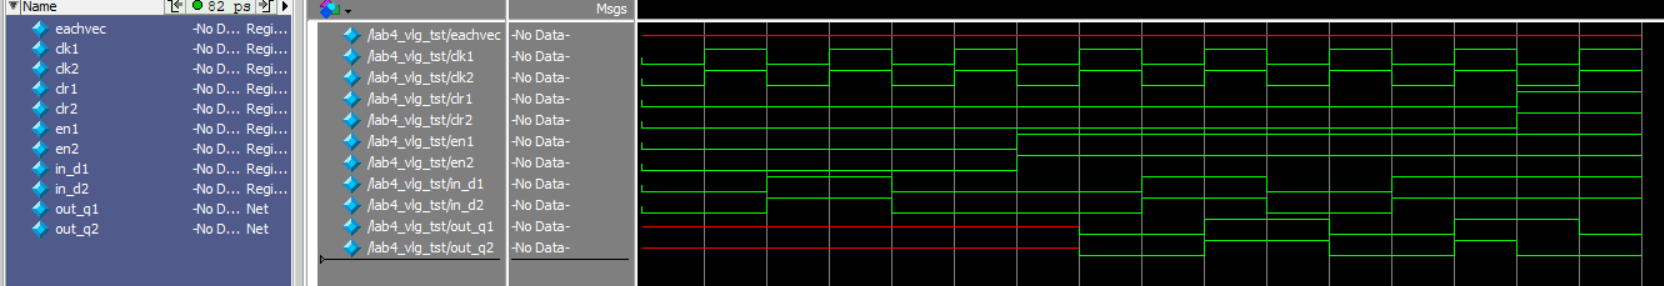 Name 82 ps
eachvec -No D... Regi...
clk1 -No D... Regi...
clk2 -No D... Regi...
clr1 -No D... Regi...
clr2 -No D... Regi...
en1 -No D... Regi...
en2 -No D... Regi...
in_d1 -No D... Regi...
in_d2 -No D... Regi...
out_q1 -No D... Net
out_q2 -No D... Net
Msgs
/lab4_vlg_tst/eachvec -No Data-
/lab4_vlg_tst/clk1 -No Data-
/lab4_vlg_tst/clk2 -No Data-
/lab4_vlg_tst/clr1 -No Data-
/lab4_vlg_tst/clr2 -No Data-
/lab4_vlg_tst/en1 -No Data-
/lab4_vlg_tst/en2 -No Data-
/lab4_vlg_tst/in_d1 -No Data-
/lab4_vlg_tst/in_d2 -No Data-
/lab4_vlg_tst/out_q1 -No Data-
/lab4_vlg_tst/out_q2 -No Data-